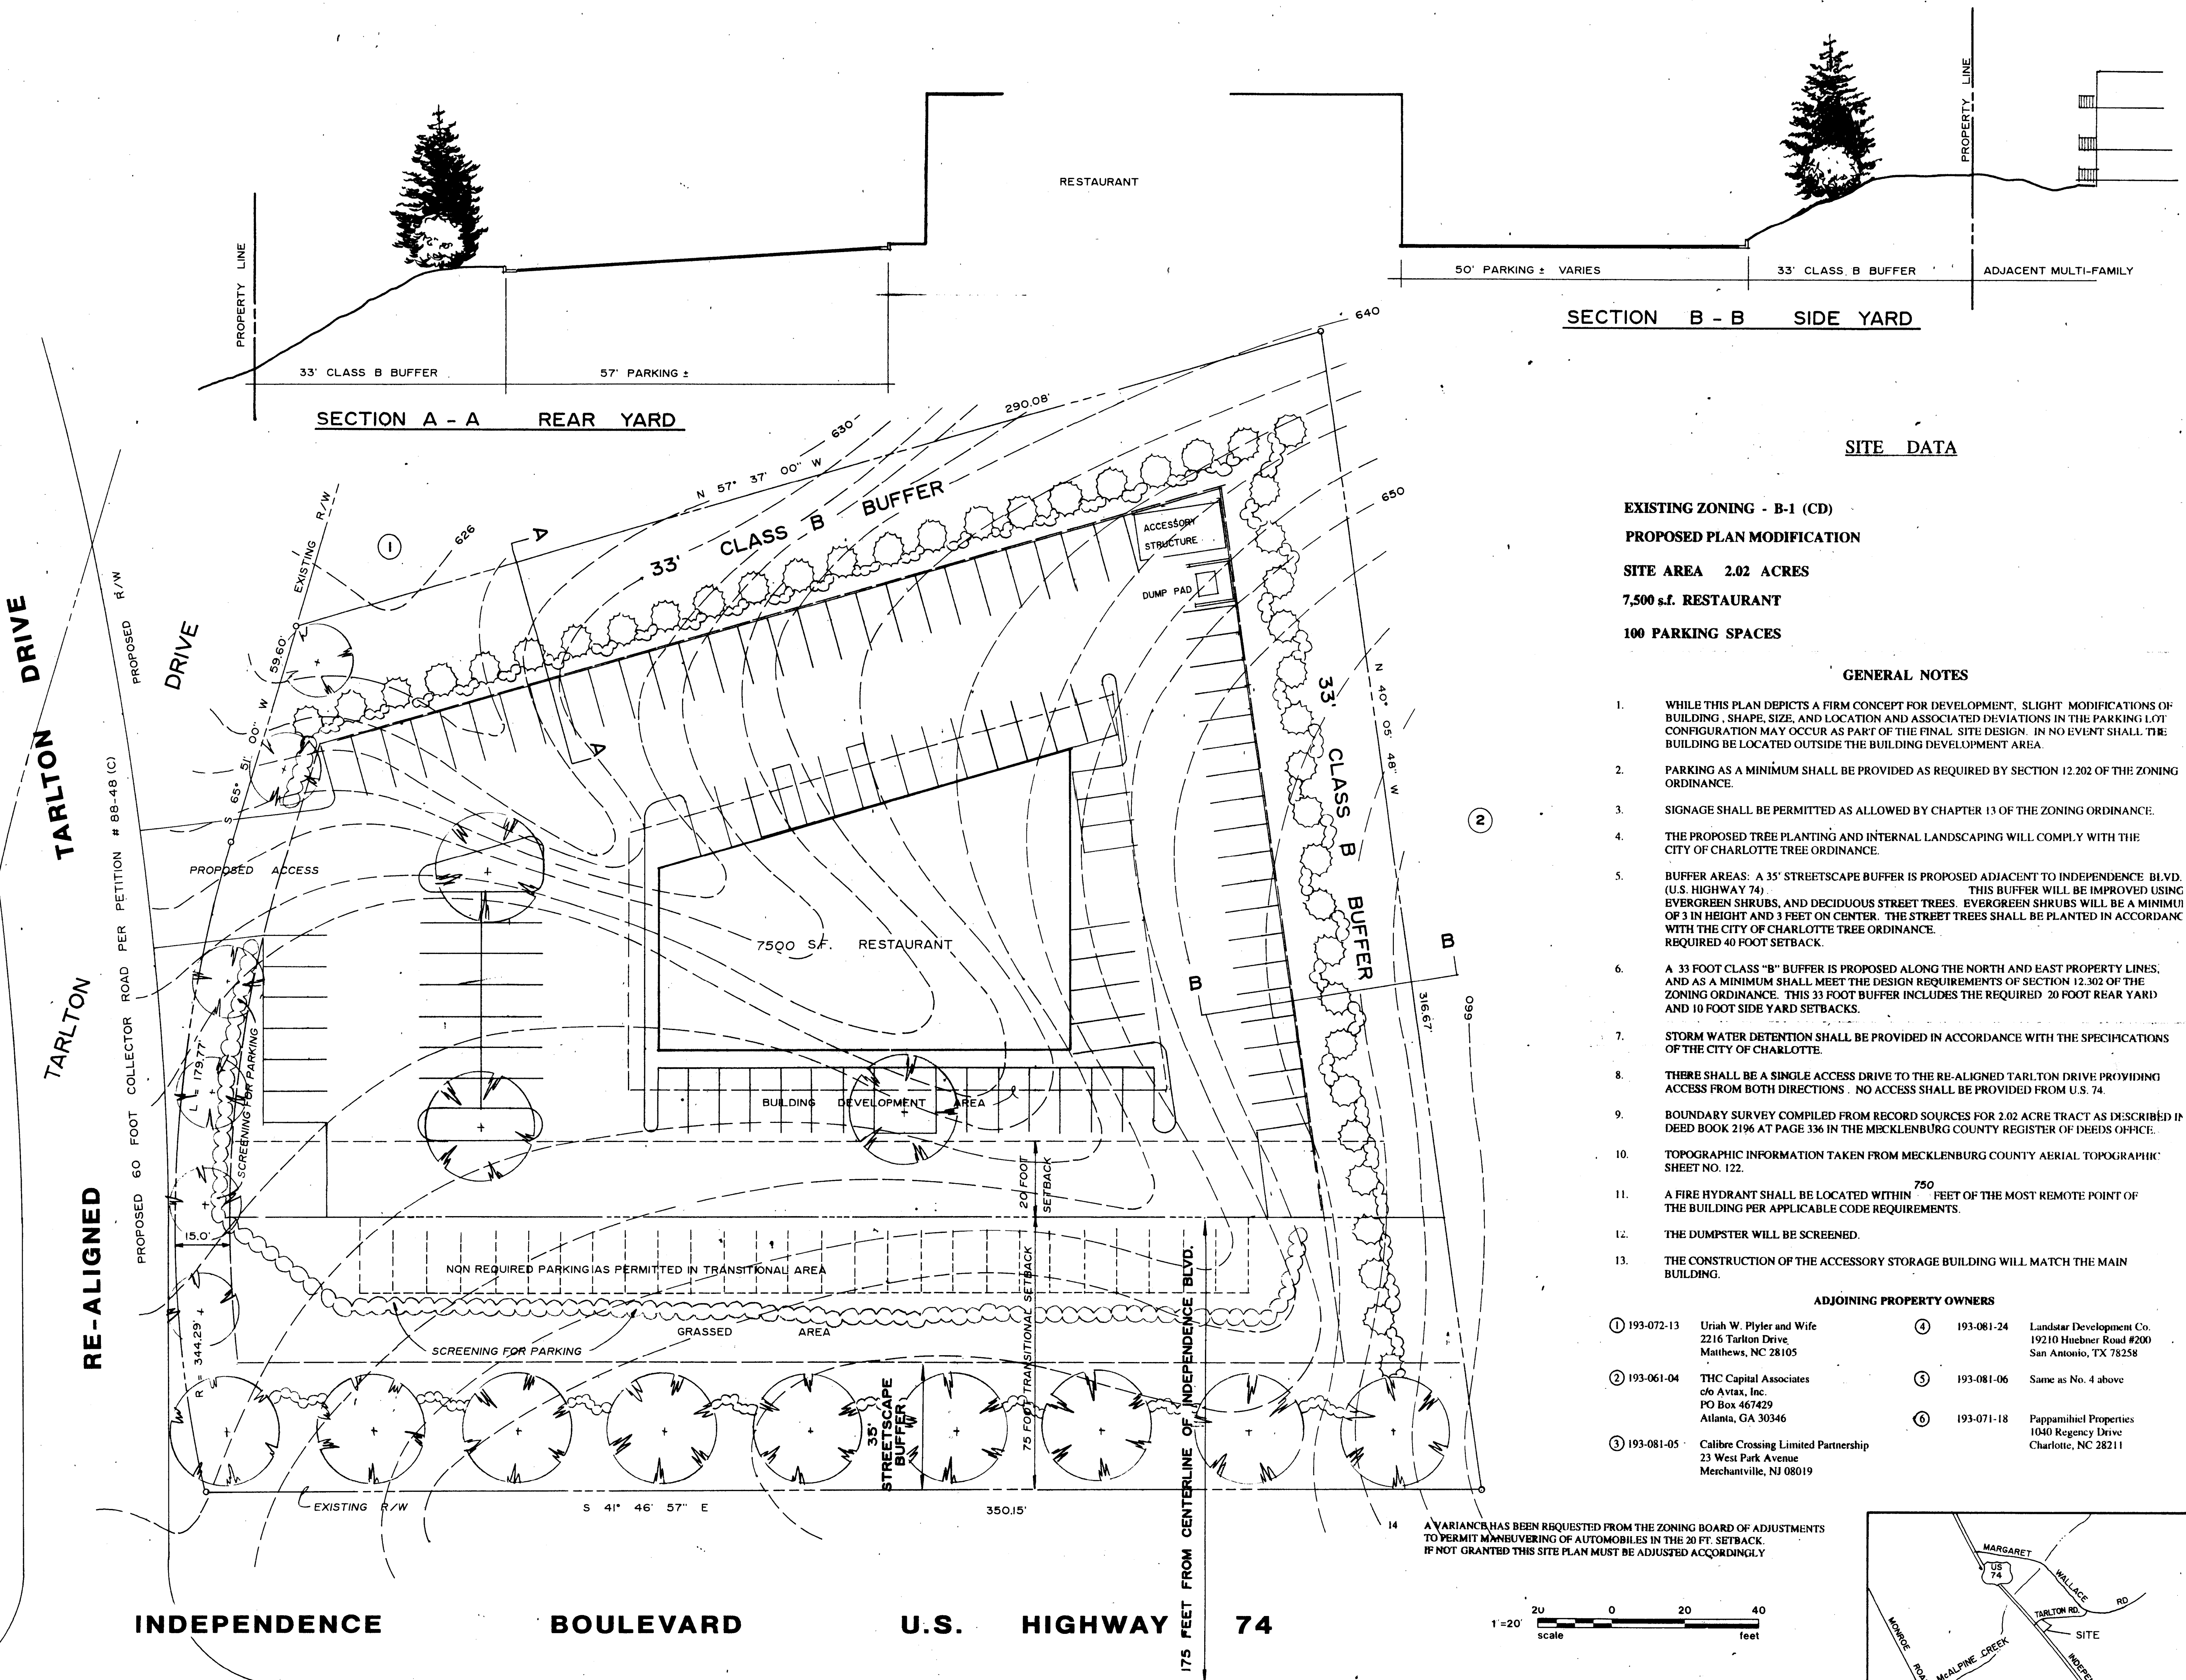 RESTAURANT
PROPERTY LINE
33' CLASS B BUFFER
57' PARKING ±
SECTION A - A REAR YARD
PROPERTY LINE
50' PARKING ± VARIES
33' CLASS B BUFFER
ADJACENT MULTI-FAMILY
SECTION B - B SIDE YARD
640
290.08'
630
N 57° 37' 00" W
33' CLASS B BUFFER
650
626
1
A
A
EXISTING R/W
59.60'
S 65° 51' 00" W
DRIVE
TARLTON
RE-ALIGNED TARLTON DRIVE
PROPOSED R/W
PROPOSED 60 FOOT COLLECTOR ROAD PER PETITION # 88-48 (C)
ACCESSORY
STRUCTURE
DUMP PAD
N 40° 05' 48" W
33' CLASS B BUFFER
2
B
B
316.67'
660
PROPOSED ACCESS
7500 S.F. RESTAURANT
L = 179.77'
SCREENING FOR PARKING
BUILDING DEVELOPMENT AREA
20 FOOT
SETBACK
15.0'
R = 344.29'
NON REQUIRED PARKING AS PERMITTED IN TRANSITIONAL AREA
GRASSED AREA
SCREENING FOR PARKING
75 FOOT TRANSITIONAL SETBACK
35'
STREETSCAPE
BUFFER
175 FEET FROM CENTERLINE OF INDEPENDENCE BLVD.
EXISTING R/W
S 41° 46' 57" E
350.15'
INDEPENDENCE BOULEVARD U.S. HIGHWAY 74
SITE DATA
EXISTING ZONING - B-1 (CD)
PROPOSED PLAN MODIFICATION
SITE AREA 2.02 ACRES
7,500 s.f. RESTAURANT
100 PARKING SPACES
GENERAL NOTES
1. WHILE THIS PLAN DEPICTS A FIRM CONCEPT FOR DEVELOPMENT, SLIGHT MODIFICATIONS OF
BUILDING , SHAPE, SIZE, AND LOCATION AND ASSOCIATED DEVIATIONS IN THE PARKING LOT
CONFIGURATION MAY OCCUR AS PART OF THE FINAL SITE DESIGN. IN NO EVENT SHALL THE
BUILDING BE LOCATED OUTSIDE THE BUILDING DEVELOPMENT AREA.
2. PARKING AS A MINIMUM SHALL BE PROVIDED AS REQUIRED BY SECTION 12.202 OF THE ZONING
ORDINANCE.
3. SIGNAGE SHALL BE PERMITTED AS ALLOWED BY CHAPTER 13 OF THE ZONING ORDINANCE.
4. THE PROPOSED TREE PLANTING AND INTERNAL LANDSCAPING WILL COMPLY WITH THE
CITY OF CHARLOTTE TREE ORDINANCE.
5. BUFFER AREAS: A 35' STREETSCAPE BUFFER IS PROPOSED ADJACENT TO INDEPENDENCE BLVD.
(U.S. HIGHWAY 74) THIS BUFFER WILL BE IMPROVED USING
EVERGREEN SHRUBS, AND DECIDUOUS STREET TREES. EVERGREEN SHRUBS WILL BE A MINIMU
OF 3 IN HEIGHT AND 3 FEET ON CENTER. THE STREET TREES SHALL BE PLANTED IN ACCORDANC
WITH THE CITY OF CHARLOTTE TREE ORDINANCE.
REQUIRED 40 FOOT SETBACK.
6. A 33 FOOT CLASS "B" BUFFER IS PROPOSED ALONG THE NORTH AND EAST PROPERTY LINES,
AND AS A MINIMUM SHALL MEET THE DESIGN REQUIREMENTS OF SECTION 12.302 OF THE
ZONING ORDINANCE. THIS 33 FOOT BUFFER INCLUDES THE REQUIRED 20 FOOT REAR YARD
AND 10 FOOT SIDE YARD SETBACKS.
7. STORM WATER DETENTION SHALL BE PROVIDED IN ACCORDANCE WITH THE SPECIFICATIONS
OF THE CITY OF CHARLOTTE.
8. THERE SHALL BE A SINGLE ACCESS DRIVE TO THE RE-ALIGNED TARLTON DRIVE PROVIDING
ACCESS FROM BOTH DIRECTIONS . NO ACCESS SHALL BE PROVIDED FROM U.S. 74.
9. BOUNDARY SURVEY COMPILED FROM RECORD SOURCES FOR 2.02 ACRE TRACT AS DESCRIBED IN
DEED BOOK 2196 AT PAGE 336 IN THE MECKLENBURG COUNTY REGISTER OF DEEDS OFFICE.
10. TOPOGRAPHIC INFORMATION TAKEN FROM MECKLENBURG COUNTY AERIAL TOPOGRAPHIC
SHEET NO. 122.
11. A FIRE HYDRANT SHALL BE LOCATED WITHIN 750 FEET OF THE MOST REMOTE POINT OF
THE BUILDING PER APPLICABLE CODE REQUIREMENTS.
12. THE DUMPSTER WILL BE SCREENED.
13. THE CONSTRUCTION OF THE ACCESSORY STORAGE BUILDING WILL MATCH THE MAIN
BUILDING.
ADJOINING PROPERTY OWNERS
1 193-072-13 Uriah W. Plyler and Wife
2216 Tarlton Drive
Matthews, NC 28105
2 193-061-04 THC Capital Associates
c/o Avtax, Inc.
PO Box 467429
Atlanta, GA 30346
3 193-081-05 Calibre Crossing Limited Partnership
23 West Park Avenue
Merchantville, NJ 08019
4 193-081-24 Landstar Development Co.
19210 Huebner Road #200
San Antonio, TX 78258
5 193-081-06 Same as No. 4 above
6 193-071-18 Pappamihiel Properties
1040 Regency Drive
Charlotte, NC 28211
14 A VARIANCE HAS BEEN REQUESTED FROM THE ZONING BOARD OF ADJUSTMENTS
TO PERMIT MANEUVERING OF AUTOMOBILES IN THE 20 FT. SETBACK.
IF NOT GRANTED THIS SITE PLAN MUST BE ADJUSTED ACCORDINGLY
1"=20'
20 0 20 40
scale feet
MARGARET
WALLACE
RD
US
74
TARLTON RD.
SITE
MONROE
ROAD
McALPINE CREEK